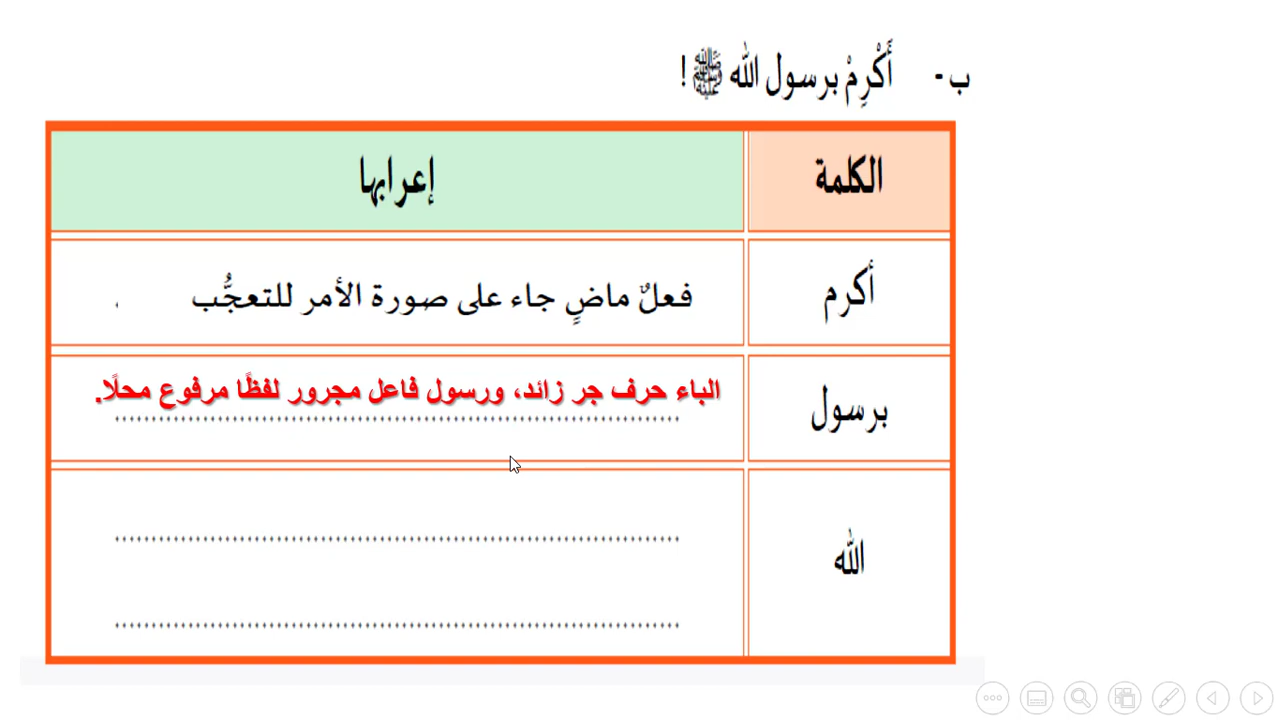 ب - أَكْرِمْ برسول الله ﷺ !
الكلمة إعرابها
أكرم فعلٌ ماضٍ جاء على صورة الأمر للتعجُّب .
برسول الباء حرف جر زائد، ورسول فاعل مجرور لفظًا مرفوع محلًا.
الله